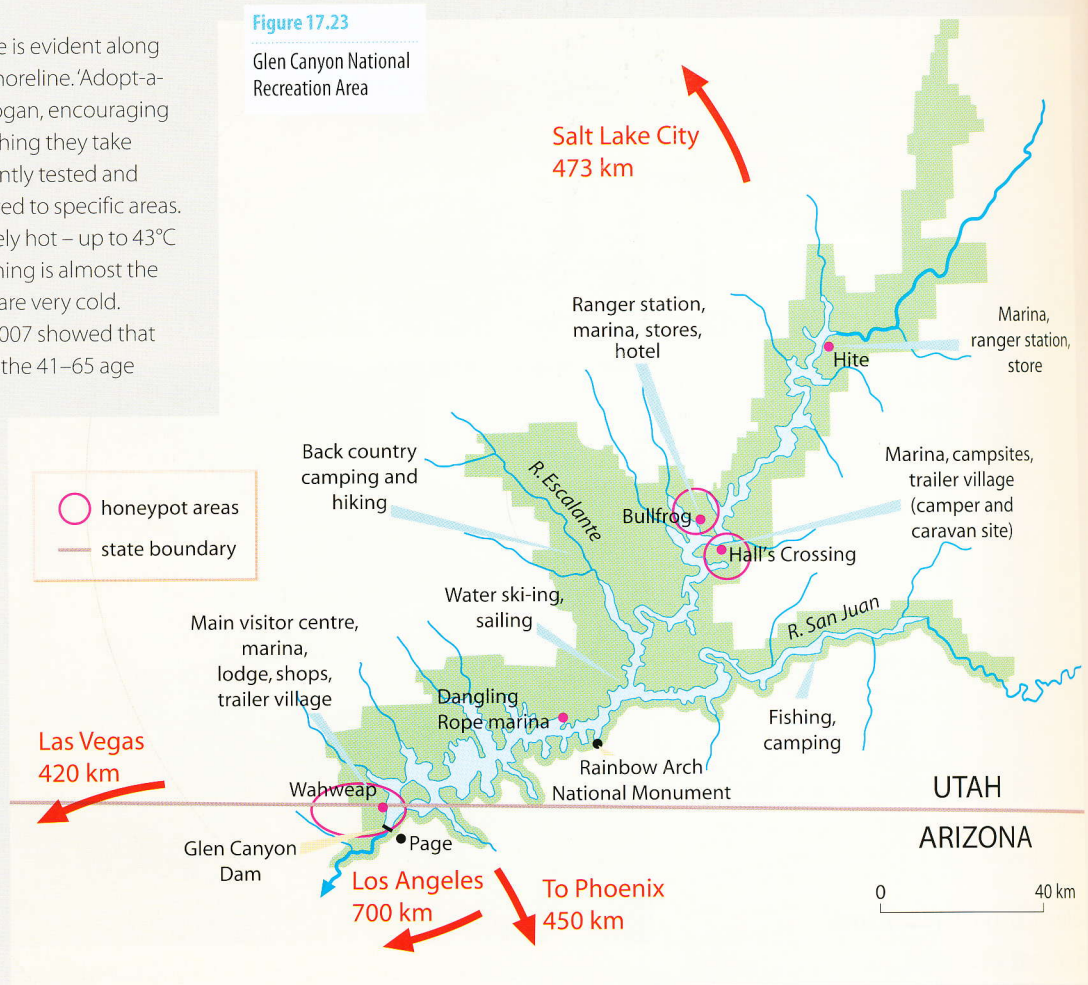 e is evident along
horeline. ‘Adopt-a-
ogan, encouraging
thing they take
ntly tested and
ed to specific areas.
ely hot – up to 43°C
ning is almost the
are very cold.
007 showed that
the 41–65 age
Figure 17.23
Glen Canyon National
Recreation Area
Salt Lake City
473 km
Ranger station,
marina, stores,
hotel
Marina,
ranger station,
store
Hite
Back country
camping and
hiking
R. Escalante
Marina, campsites,
trailer village
(camper and
caravan site)
Bullfrog
Hall's Crossing
honeypot areas
state boundary
Water ski-ing,
sailing
R. San Juan
Main visitor centre,
marina,
lodge, shops,
trailer village
Dangling
Rope marina
Fishing,
camping
Las Vegas
420 km
Rainbow Arch
National Monument
Wahweap
UTAH
ARIZONA
Glen Canyon
Dam
Page
Los Angeles
700 km
To Phoenix
450 km
0 40 km